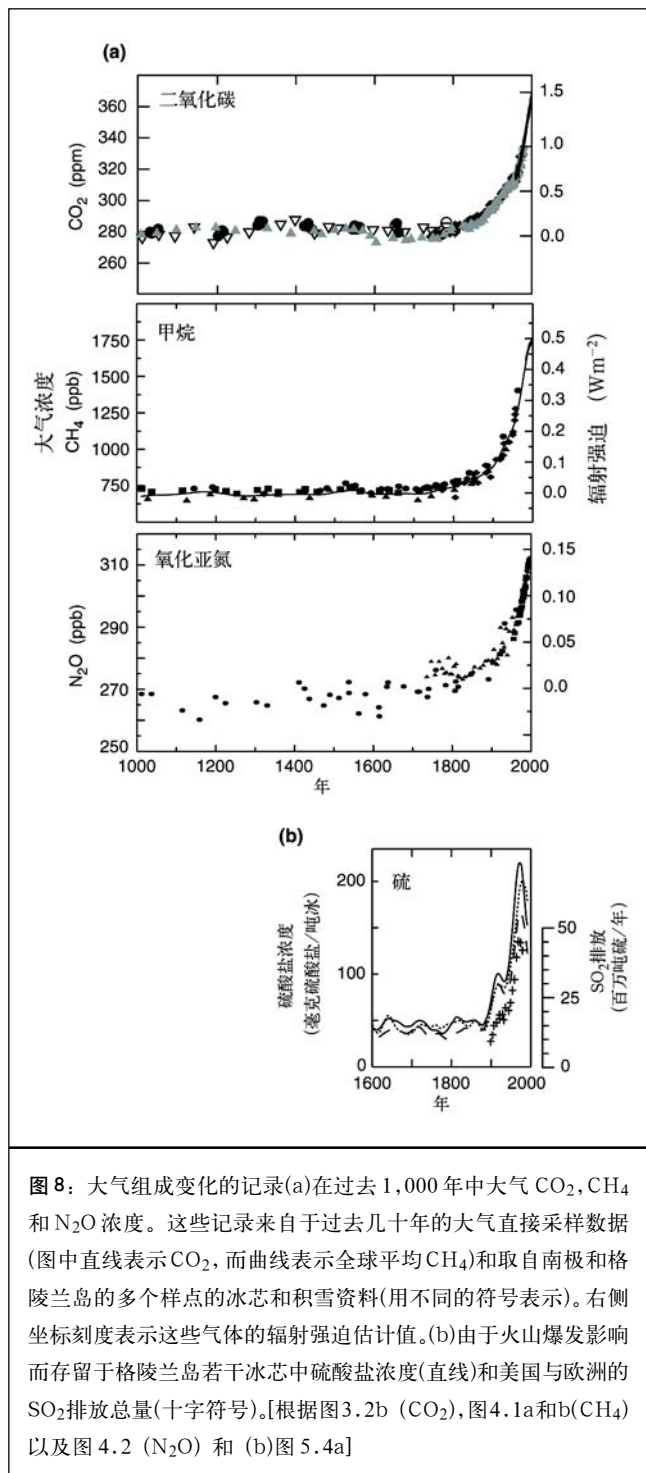 (a)
二氧化碳
CO₂ (ppm)
360
340
320
300
280
260
1.5
1.0
0.5
0.0
甲烷
大气浓度
CH₄ (ppb)
1750
1500
1250
1000
750
0.5
0.4
0.3
0.2
0.1
0.0
辐射强迫 (Wm⁻²)
氧化亚氮
N₂O (ppb)
310
290
270
250
0.15
0.10
0.05
0.0
1000 1200 1400 1600 1800 2000
年
(b)
硫
硫酸盐浓度
(毫克硫酸盐/吨冰)
200
100
0
50
25
0
SO₂排放
(百万吨硫/年)
1600 1800 2000
年
图8：大气组成变化的记录(a)在过去1,000年中大气CO₂,CH₄
和N₂O浓度。这些记录来自于过去几十年的大气直接采样数据
(图中直线表示CO₂,而曲线表示全球平均CH₄)和取自南极和格
陵兰岛的多个样点的冰芯和积雪资料(用不同的符号表示)。右侧
坐标刻度表示这些气体的辐射强迫估计值。(b)由于火山爆发影响
而存留于格陵兰岛若干冰芯中硫酸盐浓度(直线)和美国与欧洲的
SO₂排放总量(十字符号)。[根据图3.2b (CO₂),图4.1a和b(CH₄)
以及图4.2 (N₂O) 和 (b)图5.4a]